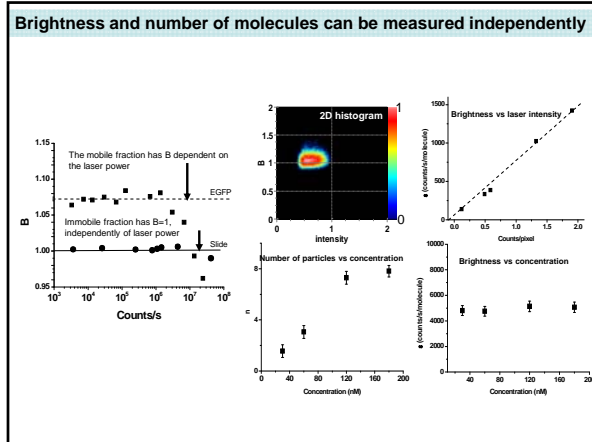 Brightness and number of molecules can be measured independently
1.15
1.10
1.05
1.00
0.95
B
The mobile fraction has B dependent on
the laser power
EGFP
Immobile fraction has B=1,
independently of laser power
Slide
10³ 10⁴ 10⁵ 10⁶ 10⁷ 10⁸
Counts/s
2D histogram
2
1.5
1
0.5
0
B
0 1 2
intensity
1
0
Brightness vs laser intensity
1500
1000
500
0
(counts/s/molecule)
0.0 0.5 1.0 1.5 2.0
Counts/pixel
Number of particles vs concentration
8
4
0
n
0 40 80 120 160 200
Concentration (nM)
Brightness vs concentration
10000
8000
6000
4000
2000
0
(counts/s/molecule)
40 80 120 160 200
Concentration (nM)